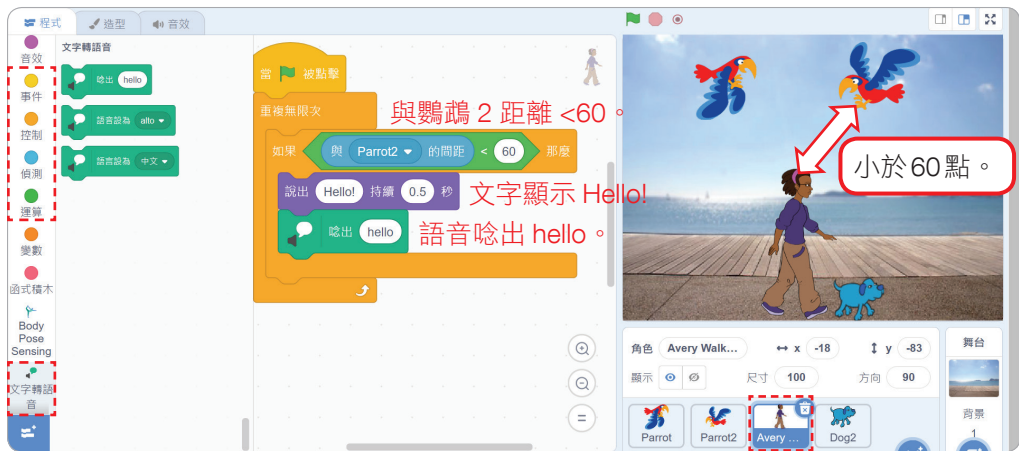 程式
造型
音效
音效
事件
控制
偵測
運算
變數
函式積木
Body
Pose
Sensing
文字轉語
音
文字轉語音
唸出 hello
語音設為 alto
語言設為 中文
當 被點擊
重複無限次
與鸚鵡 2 距離 <60。
如果 與 Parrot2 的間距 < 60 那麼
說出 Hello! 持續 0.5 秒 文字顯示 Hello!
唸出 hello 語音唸出 hello。
小於 60 點。
角色 Avery Walk... x -18 y -83
顯示 尺寸 100 方向 90
Parrot
Parrot2
Avery ...
Dog2
舞台
背景
1